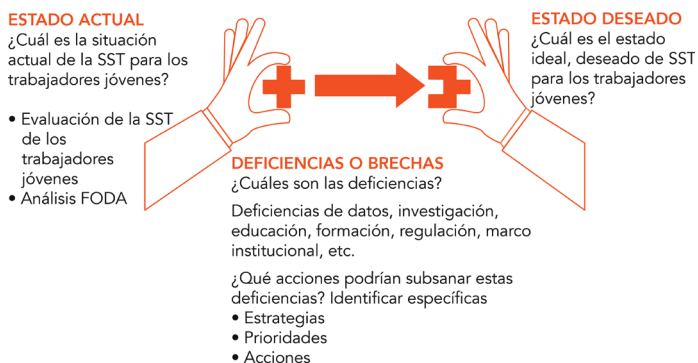 ESTADO ACTUAL
¿Cuál es la situación
actual de la SST para los
trabajadores jóvenes?
• Evaluación de la SST
de los
trabajadores
jóvenes
• Análisis FODA
ESTADO DESEADO
¿Cuál es el estado
ideal, deseado de SST
para los trabajadores
jóvenes?
DEFICIENCIAS O BRECHAS
¿Cuáles son las deficiencias?
Deficiencias de datos, investigación,
educación, formación, regulación, marco
institucional, etc.
¿Qué acciones podrían subsanar estas
deficiencias? Identificar específicas
• Estrategias
• Prioridades
• Acciones